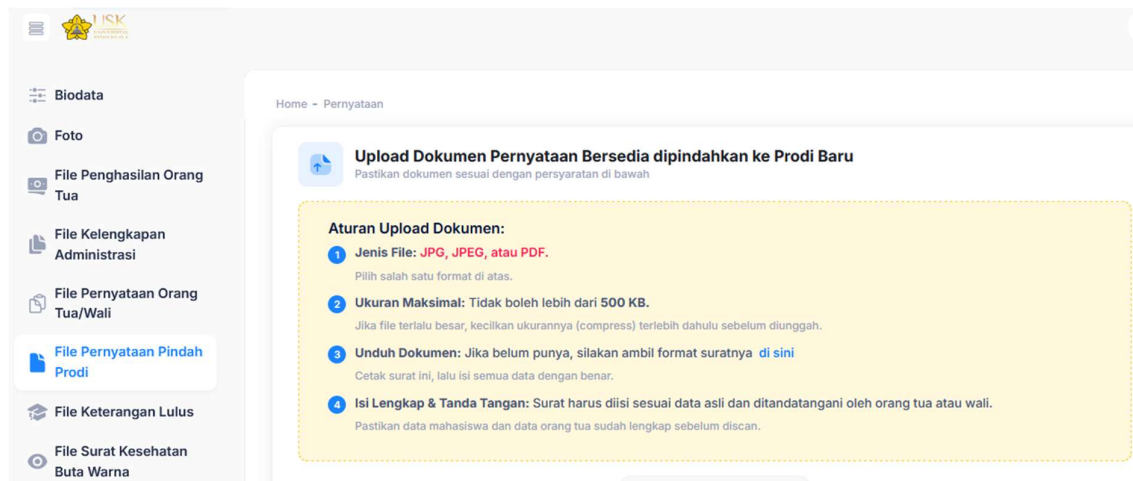 USK
UNIVERSITAS
Biodata
Foto
File Penghasilan Orang
Tua
File Kelengkapan
Administrasi
File Pernyataan Orang
Tua/Wali
File Pernyataan Pindah
Prodi
File Keterangan Lulus
File Surat Kesehatan
Buta Warna
Home - Pernyataan
Upload Dokumen Pernyataan Bersedia dipindahkan ke Prodi Baru
Pastikan dokumen sesuai dengan persyaratan di bawah
Aturan Upload Dokumen:
1 Jenis File: JPG, JPEG, atau PDF.
Pilih salah satu format di atas.
2 Ukuran Maksimal: Tidak boleh lebih dari 500 KB.
Jika file terlalu besar, kecilkan ukurannya (compress) terlebih dahulu sebelum diunggah.
3 Unduh Dokumen: Jika belum punya, silakan ambil format suratnya di sini
Cetak surat ini, lalu isi semua data dengan benar.
4 Isi Lengkap & Tanda Tangan: Surat harus diisi sesuai data asli dan ditandatangani oleh orang tua atau wali.
Pastikan data mahasiswa dan data orang tua sudah lengkap sebelum discan.